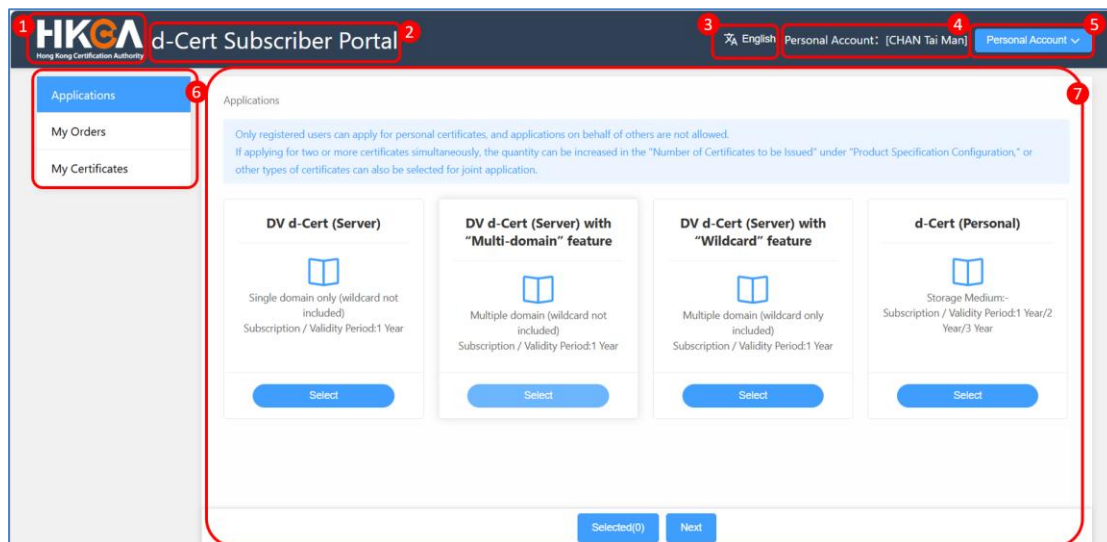 1
HKCA
Hong Kong Certification Authority
d-Cert Subscriber Portal
2
3
English
Personal Account: [CHAN Tai Man]
4
Personal Account
5
Applications
My Orders
My Certificates
6
7
Applications
Only registered users can apply for personal certificates, and applications on behalf of others are not allowed.
If applying for two or more certificates simultaneously, the quantity can be increased in the "Number of Certificates to be Issued" under "Product Specification Configuration," or
other types of certificates can also be selected for joint application.
DV d-Cert (Server)
Single domain only (wildcard not
included)
Subscription / Validity Period:1 Year
Select
DV d-Cert (Server) with
“Multi-domain” feature
Multiple domain (wildcard not
included)
Subscription / Validity Period:1 Year
Select
DV d-Cert (Server) with
“Wildcard” feature
Multiple domain (wildcard only
included)
Subscription / Validity Period:1 Year
Select
d-Cert (Personal)
Storage Medium:-
Subscription / Validity Period:1 Year/2
Year/3 Year
Select
Selected(0)
Next